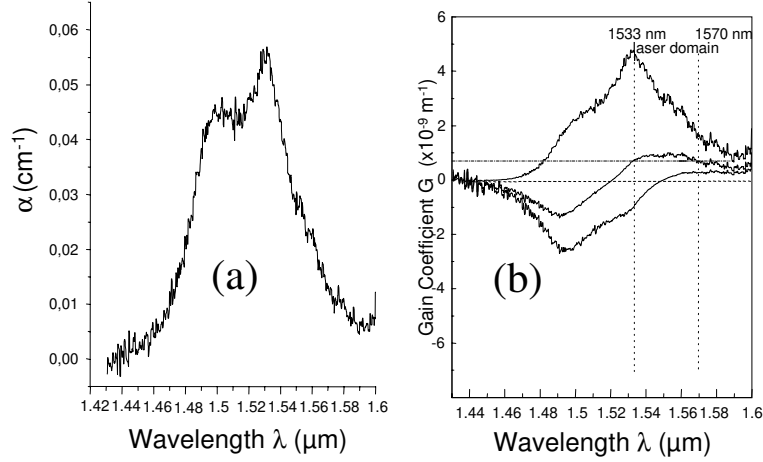 0,06
0,05
0,04
0,03
0,02
0,01
0,00
α (cm⁻¹)
(a)
1.42 1.44 1.46 1.48 1.5 1.52 1.54 1.56 1.58 1.6
Wavelength λ (µm)
(b)
1533 nm 1570 nm
laser domain
6
4
2
0
-2
-4
-6
Gain Coefficient G (x10⁻⁹ m⁻¹)
(b)
1.44 1.46 1.48 1.5 1.52 1.54 1.56 1.58 1.6
Wavelength λ (µm)